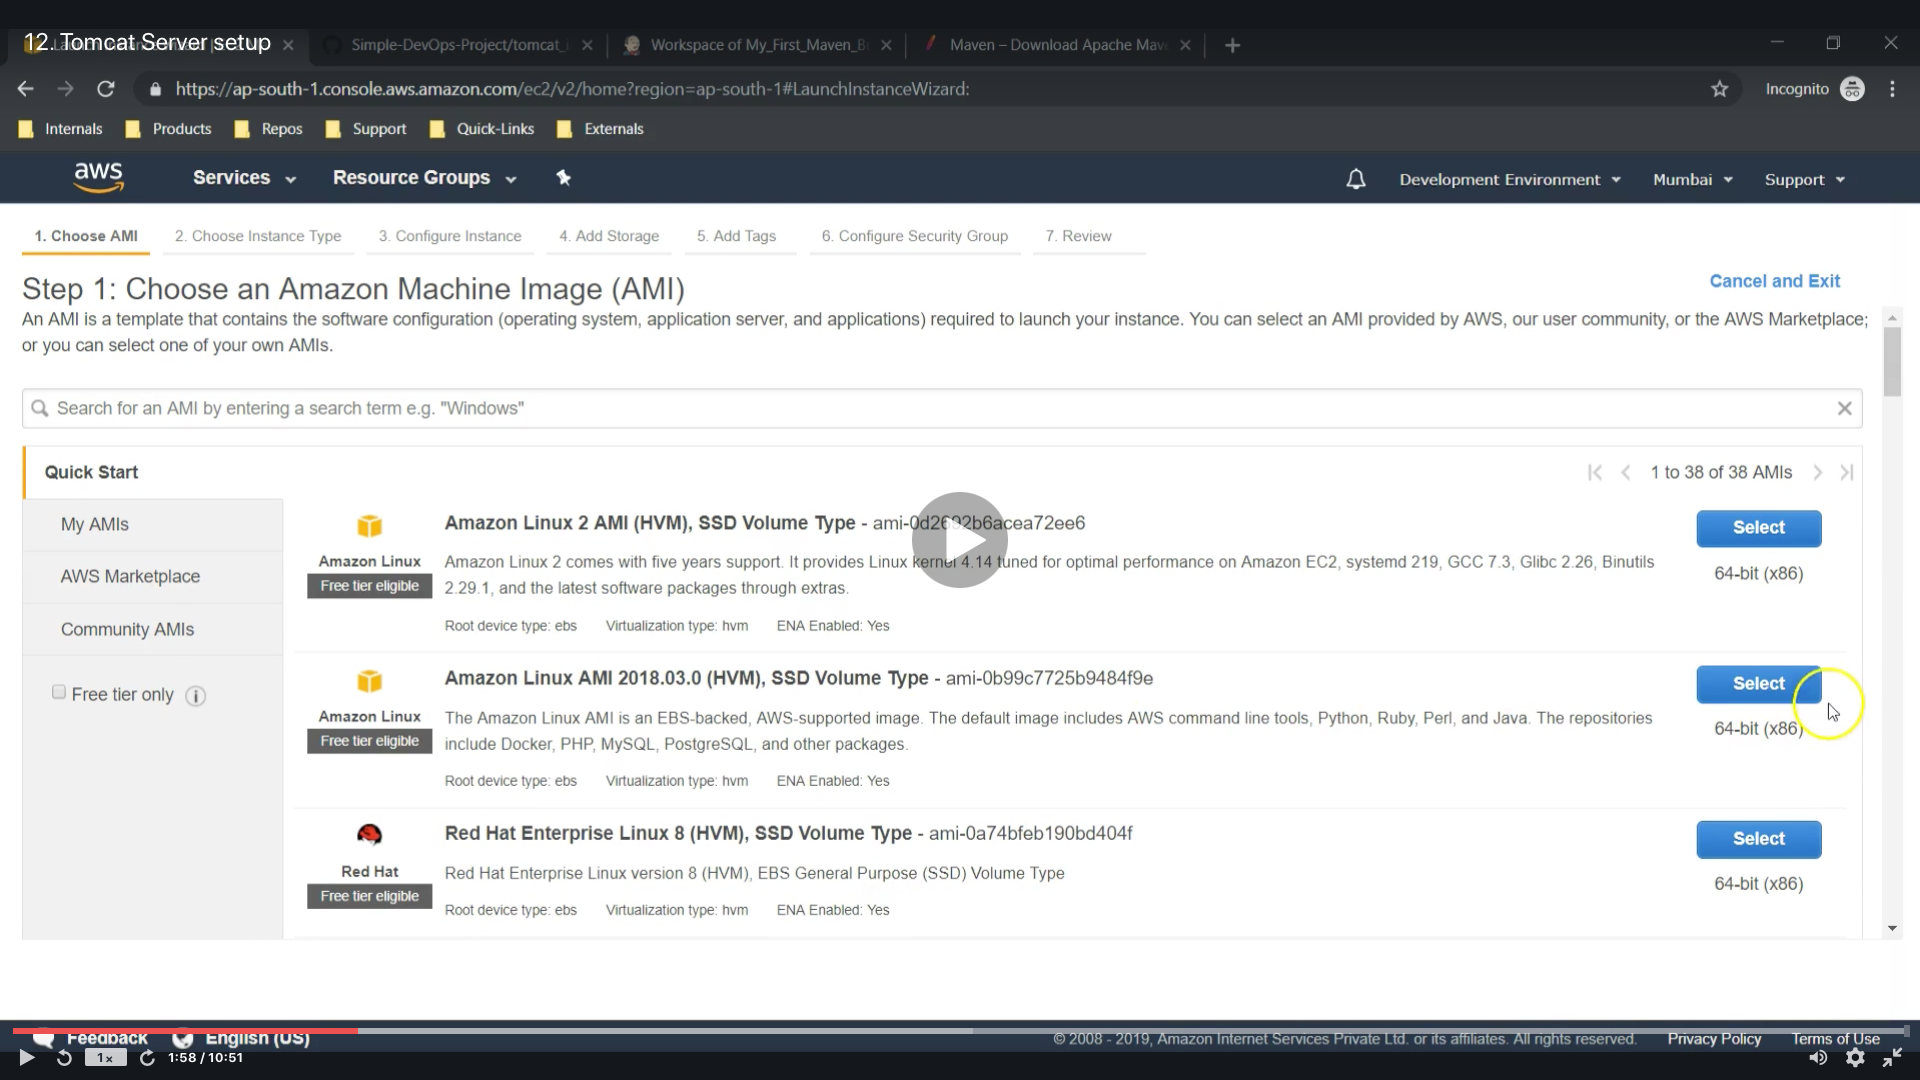 12. Tomcat Server setup
Simple-DevOps-Project/tomcat_
Workspace of My_First_Maven_B
Maven – Download Apache Mav
https://ap-south-1.console.aws.amazon.com/ec2/v2/home?region=ap-south-1#LaunchInstanceWizard:
Incognito
Internals Products Repos Support Quick-Links Externals
aws Services Resource Groups Development Environment Mumbai Support
1. Choose AMI 2. Choose Instance Type 3. Configure Instance 4. Add Storage 5. Add Tags 6. Configure Security Group 7. Review
Step 1: Choose an Amazon Machine Image (AMI)
Cancel and Exit
An AMI is a template that contains the software configuration (operating system, application server, and applications) required to launch your instance. You can select an AMI provided by AWS, our user community, or the AWS Marketplace;
or you can select one of your own AMIs.
Search for an AMI by entering a search term e.g. "Windows"
Quick Start
1 to 38 of 38 AMIs
My AMIs
AWS Marketplace
Community AMIs
Free tier only
Amazon Linux
Free tier eligible
Amazon Linux 2 AMI (HVM), SSD Volume Type - ami-0d2692b6acea72ee6
Amazon Linux 2 comes with five years support. It provides Linux kernel 4.14 tuned for optimal performance on Amazon EC2, systemd 219, GCC 7.3, Glibc 2.26, Binutils
2.29.1, and the latest software packages through extras.
Root device type: ebs Virtualization type: hvm ENA Enabled: Yes
Select
64-bit (x86)
Amazon Linux
Free tier eligible
Amazon Linux AMI 2018.03.0 (HVM), SSD Volume Type - ami-0b99c7725b9484f9e
The Amazon Linux AMI is an EBS-backed, AWS-supported image. The default image includes AWS command line tools, Python, Ruby, Perl, and Java. The repositories
include Docker, PHP, MySQL, PostgreSQL, and other packages.
Root device type: ebs Virtualization type: hvm ENA Enabled: Yes
Select
64-bit (x86)
Red Hat
Free tier eligible
Red Hat Enterprise Linux 8 (HVM), SSD Volume Type - ami-0a74bfeb190bd404f
Red Hat Enterprise Linux version 8 (HVM), EBS General Purpose (SSD) Volume Type
Root device type: ebs Virtualization type: hvm ENA Enabled: Yes
Select
64-bit (x86)
Feedback English (US)
© 2008 - 2019, Amazon Internet Services Private Ltd. or its affiliates. All rights reserved. Privacy Policy Terms of Use
1x 1:58 / 10:51